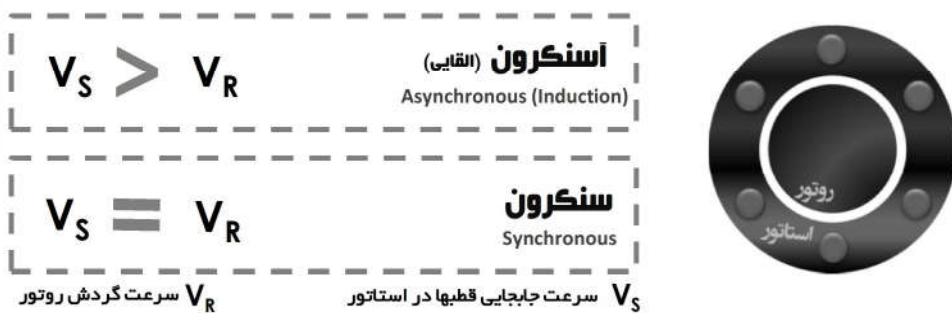 آسنکرون (القایی)
V_S > V_R
Asynchronous (Induction)
سنکرون
V_S = V_R
Synchronous
V_S سرعت جابجایی قطبها در استاتور
V_R سرعت گردش روتور
روتور
استاتور